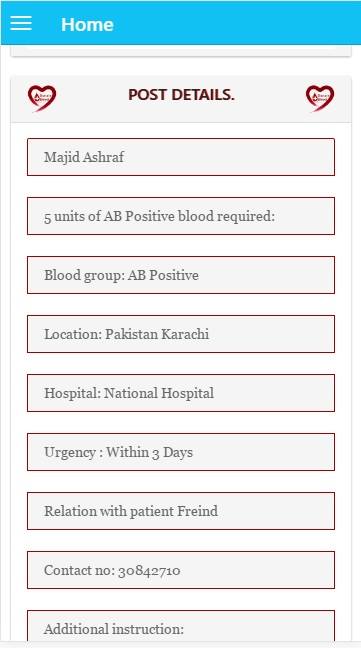 Home
POST DETAILS.
Majid Ashraf
5 units of AB Positive blood required:
Blood group: AB Positive
Location: Pakistan Karachi
Hospital: National Hospital
Urgency : Within 3 Days
Relation with patient Freind
Contact no: 30842710
Additional instruction: